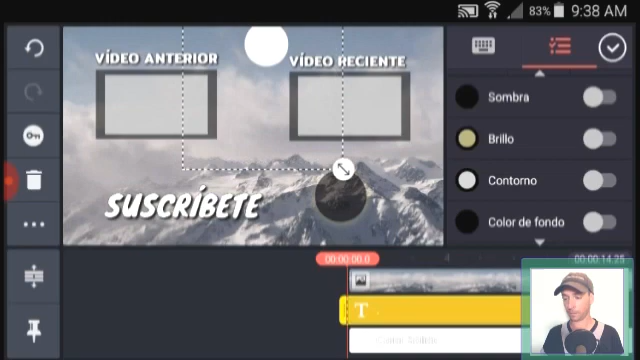 83% 9:38 AM
VÍDEO ANTERIOR
VÍDEO RECIENTE
Sombra
Brillo
Contorno
Color de fondo
SUSCRÍBETE
00:00:00.0
00:00:14.25
T